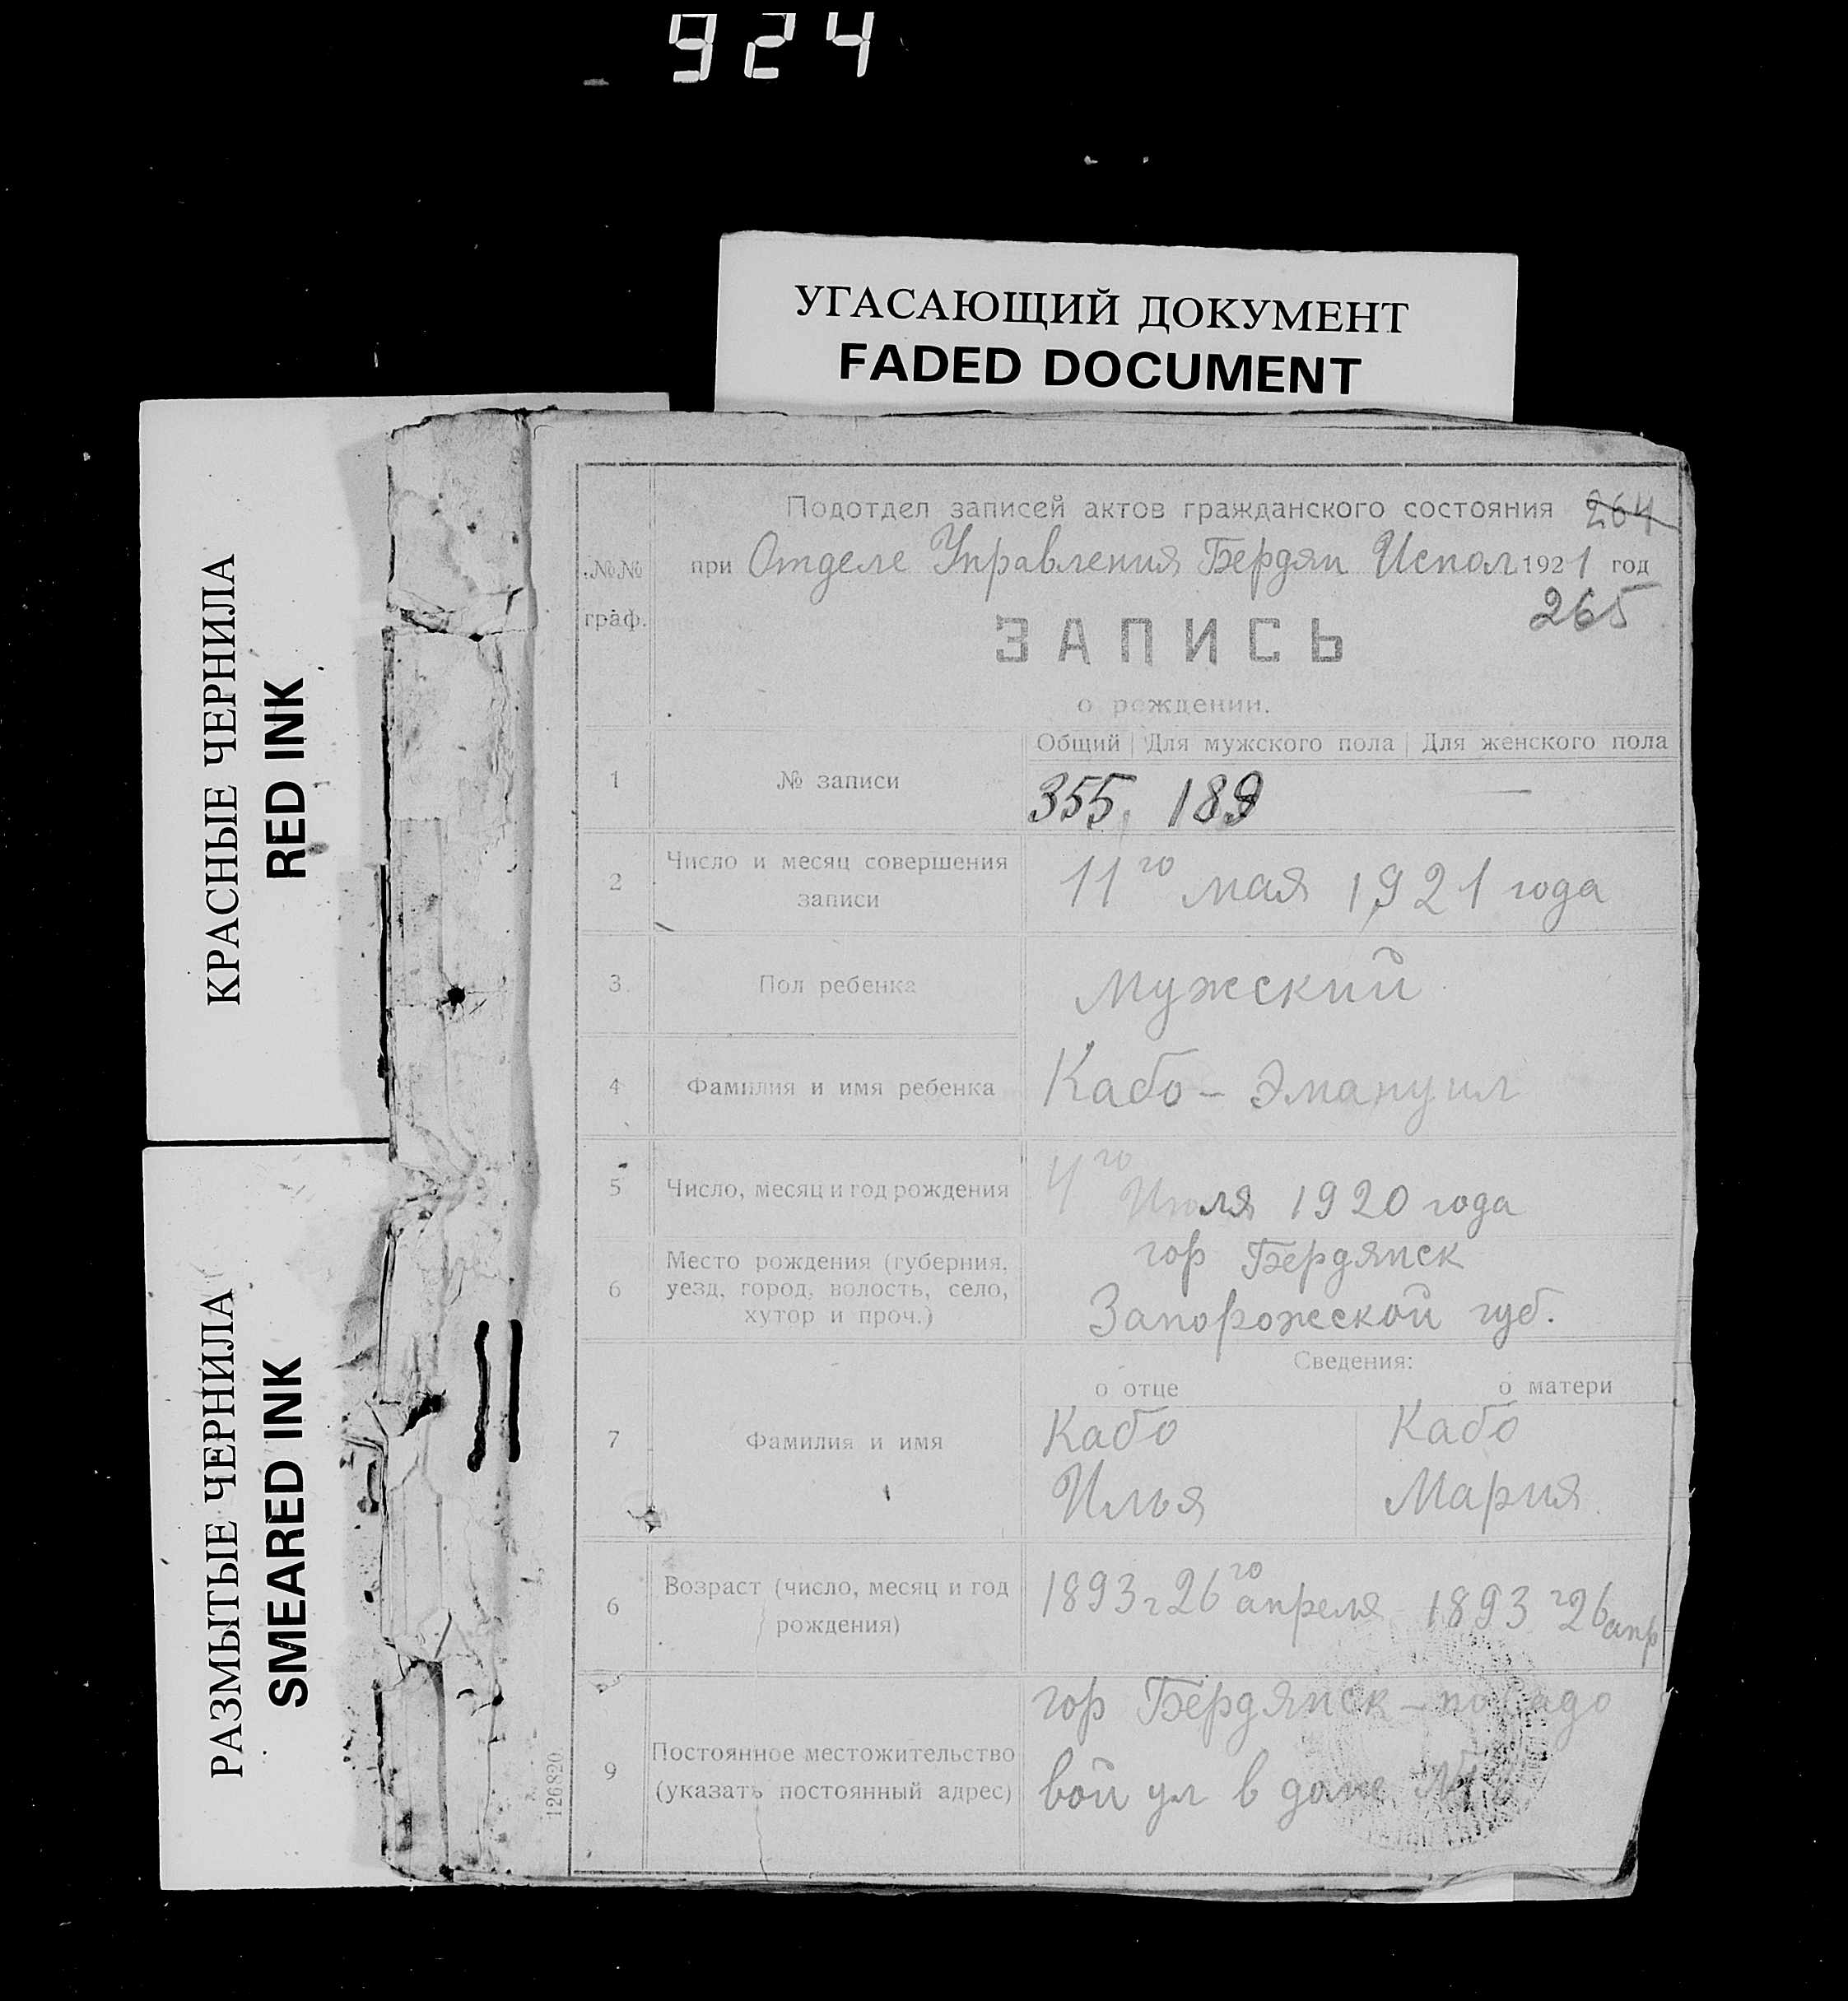 924
УГАСАЮЩИЙ ДОКУМЕНТ
FADED DOCUMENT
КРАСНЫЕ ЧЕРНИЛА
RED INK
РАЗМЫТЫЕ ЧЕРНИЛА
SMEARED INK
Подотдел записей актов гражданского состояния 264
№№ граф.
при Отделе Управления Бердян Испол 1921 год
265
ЗАПИСЬ
о рождении.
Общий Для мужского пола Для женского пола
1 № записи 355 189 —
2 Число и месяц совершения записи 11го мая 1921 года
3 Пол ребенка Мужский
4 Фамилия и имя ребенка Кабо - Эмануил
5 Число, месяц и год рождения 4го Июля 1920 года
6 Место рождения (губерния, уезд, город, волость, село, хутор и проч.) гор Бердянск
Запорожской губ.
Сведения:
о отце о матери
7 Фамилия и имя Кабо Кабо
Илья Мария
6 Возраст (число, месяц и год рождения) 1893 г 26го апреля 1893 г 26 апр
9 Постоянное местожительство (указать постоянный адрес) гор Бердянск - посадо
вой ул в доме №
126820